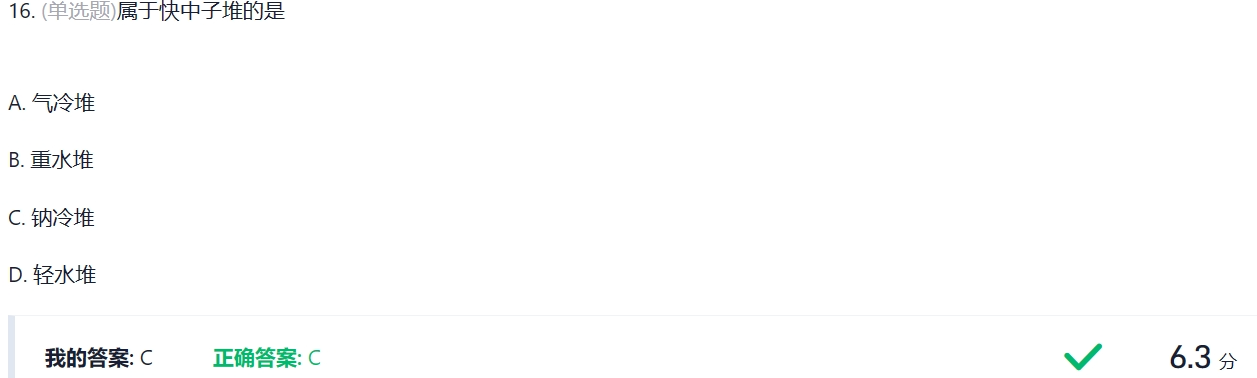 16. (单选题)属于快中子堆的是
A. 气冷堆
B. 重水堆
C. 钠冷堆
D. 轻水堆
我的答案: C 正确答案: C 6.3 分